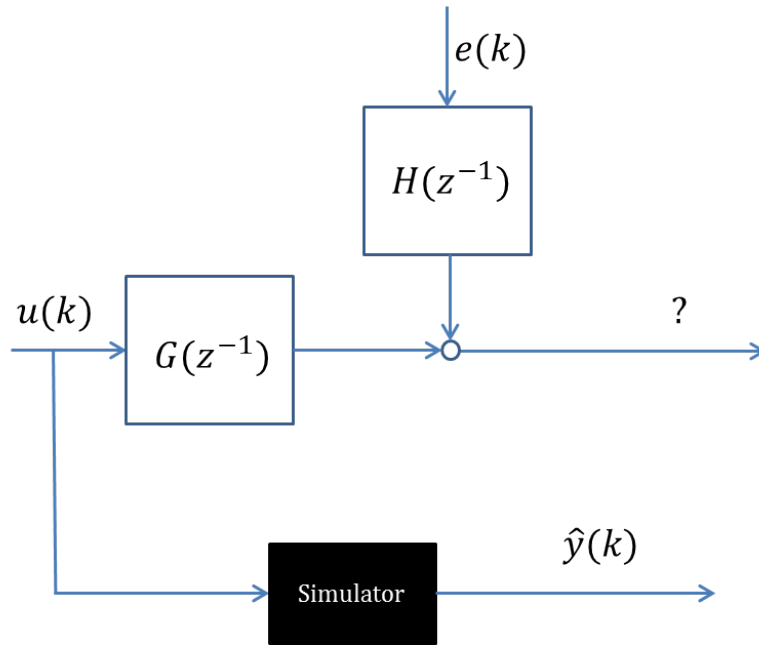 e(k)
H(z⁻¹)
u(k)
G(z⁻¹)
?
Simulator
ŷ(k)